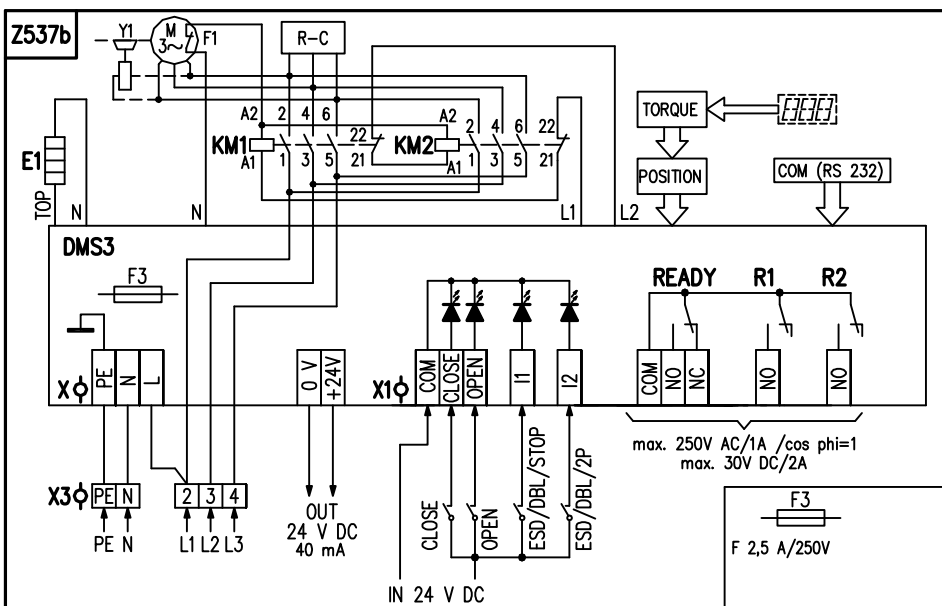 Z537b
Y1
M
3~
F1
R-C
TORQUE
POSITION
COM (RS 232)
A2 2 4 6
KM1
22
A1 1 3 5 21
A2 2 4 6 22
KM2
A1 1 3 5 21
E1
TOP
N
N
L1
L2
DMS3
F3
READY R1 R2
X
PE
N
L
0 V
+24V
X1
COM
CLOSE
OPEN
I1
I2
COM
NO
NC
NO
NO
max. 250V AC/1A /cos phi=1
max. 30V DC/2A
X3
PE N
2 3 4
PE N
L1 L2 L3
OUT
24 V DC
40 mA
CLOSE
OPEN
ESD/DBL/STOP
ESD/DBL/2P
IN 24 V DC
F3
F 2,5 A/250V